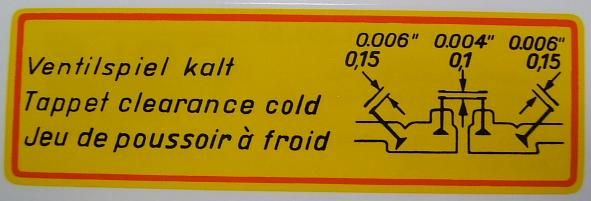 0.006" 0.004" 0.006"
0,15 0,1 0,15
Ventilspiel kalt
Tappet clearance cold
Jeu de poussoir à froid